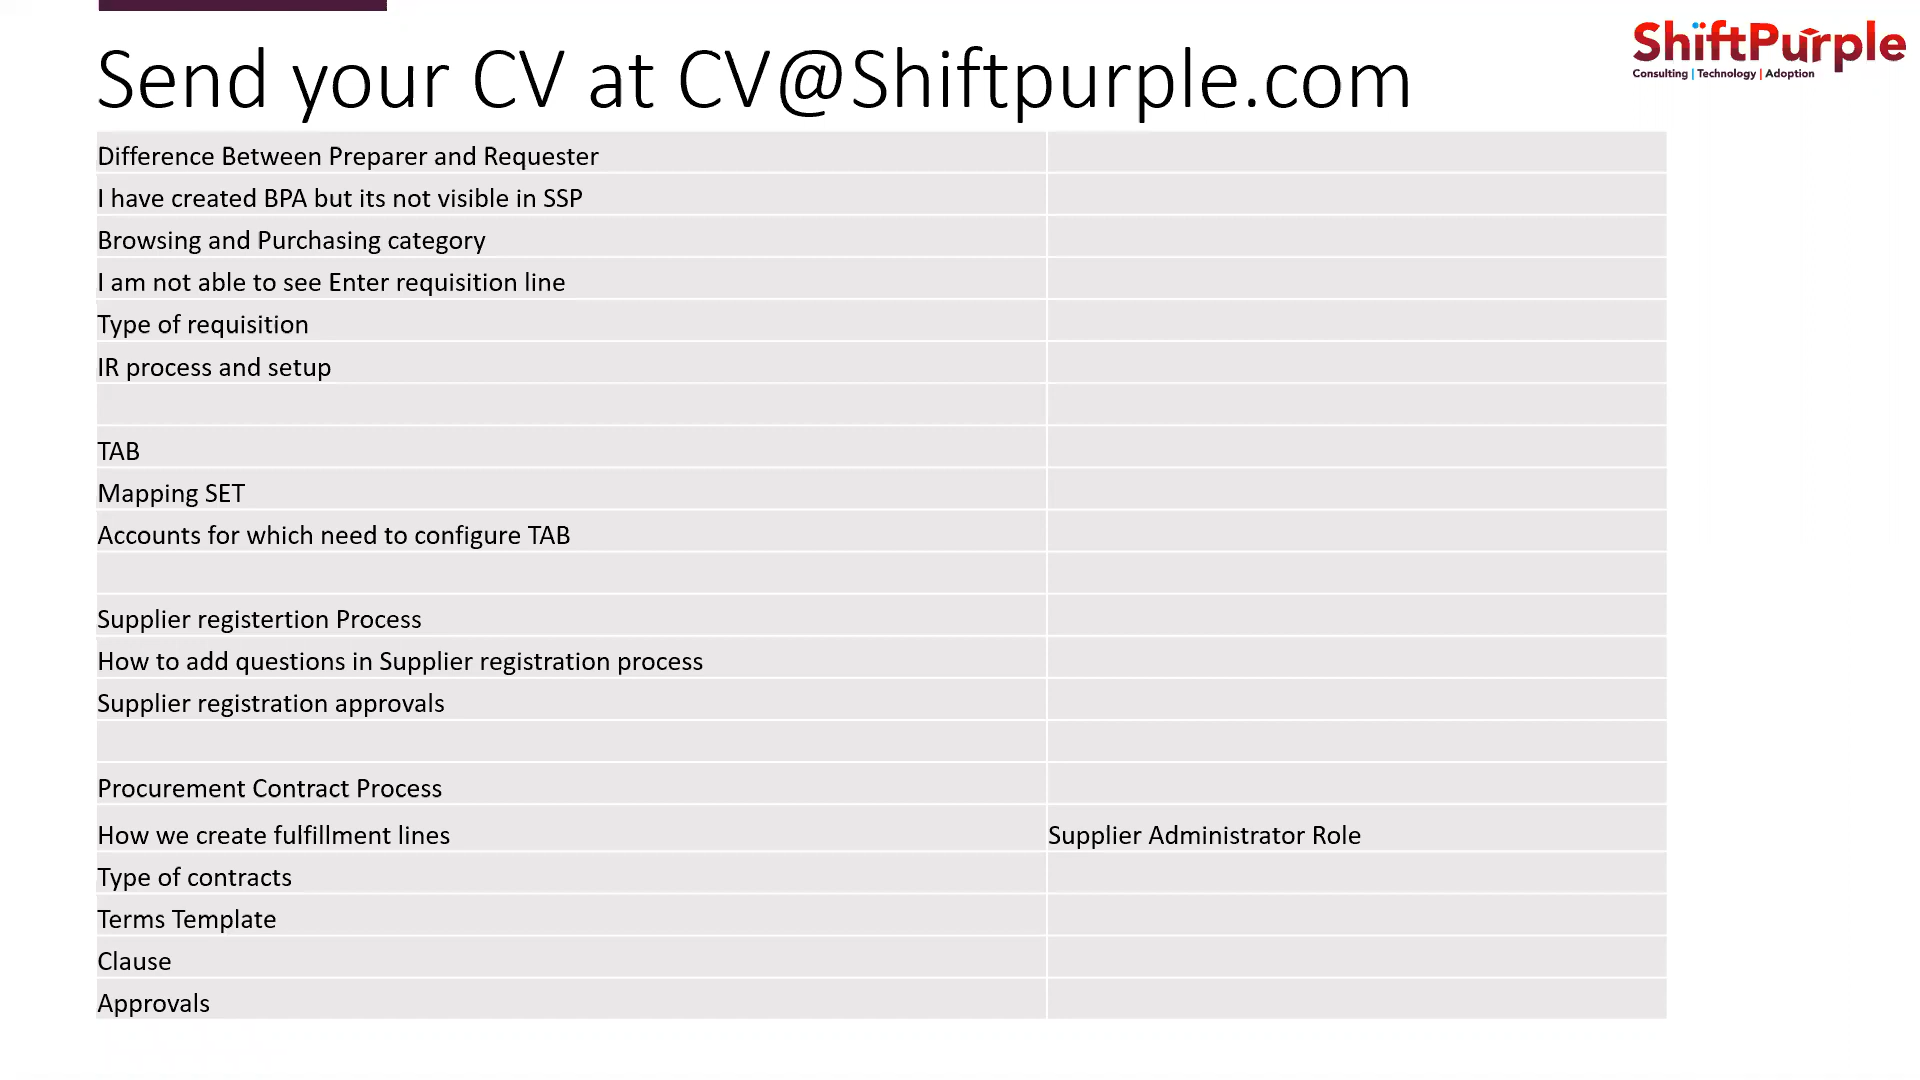 Send your CV at CV@Shiftpurple.com
ShiftPurple
Consulting | Technology | Adoption
Difference Between Preparer and Requester
I have created BPA but its not visible in SSP
Browsing and Purchasing category
I am not able to see Enter requisition line
Type of requisition
IR process and setup
TAB
Mapping SET
Accounts for which need to configure TAB
Supplier registertion Process
How to add questions in Supplier registration process
Supplier registration approvals
Procurement Contract Process
How we create fulfillment lines Supplier Administrator Role
Type of contracts
Terms Template
Clause
Approvals